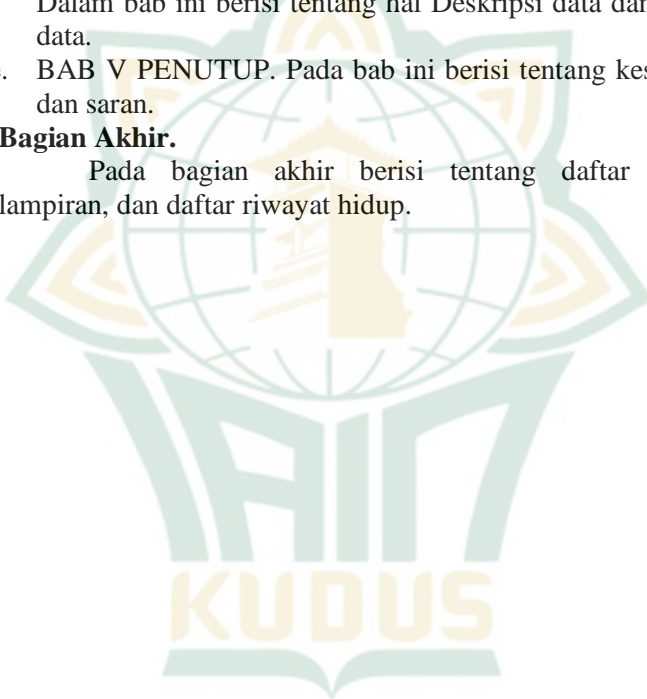 Dalam bab ini berisi tentang hal Deskripsi data dan
data.
BAB V PENUTUP. Pada bab ini berisi tentang kes
dan saran.
Bagian Akhir.
Pada bagian akhir berisi tentang daftar
lampiran, dan daftar riwayat hidup.
IAIN
KUDUS